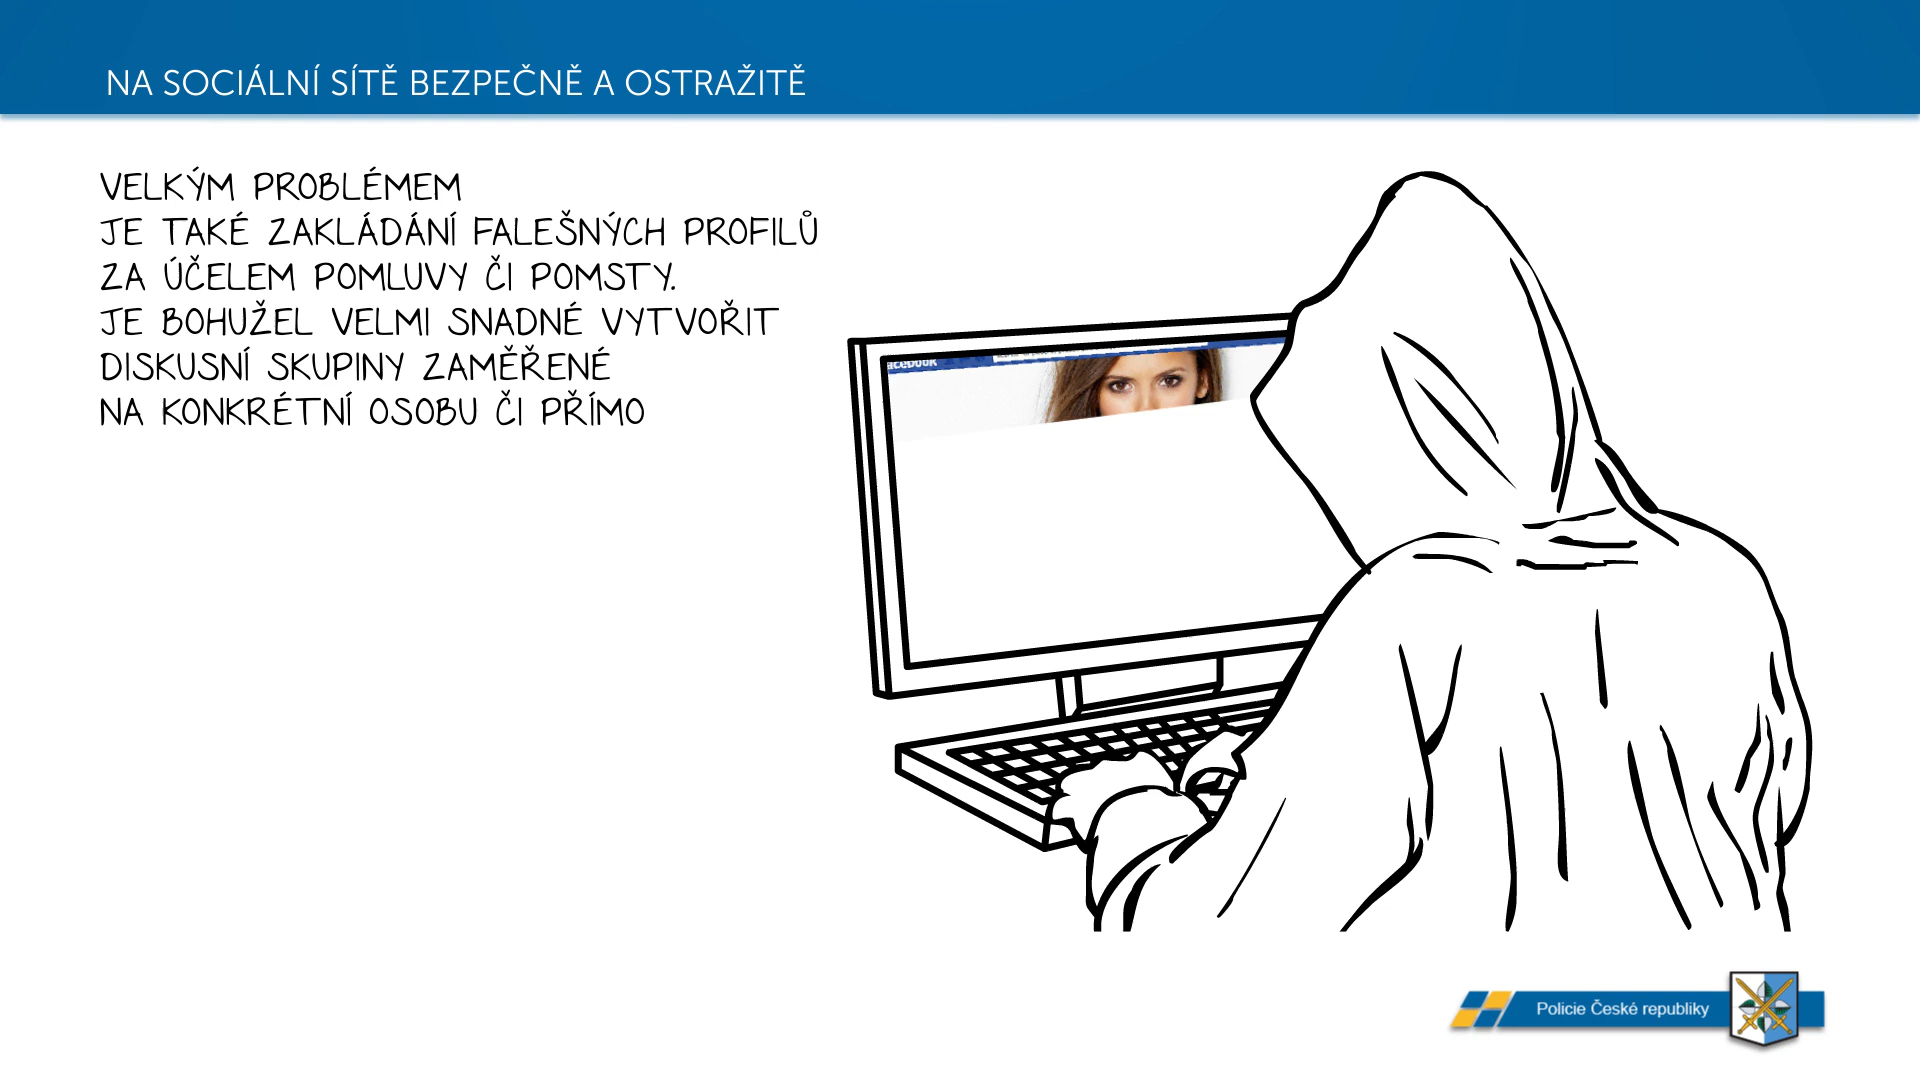 NA SOCIÁLNÍ SÍTĚ BEZPEČNĚ A OSTRAŽITĚ
VELKÝM PROBLÉMEM
JE TAKÉ ZAKLÁDÁNÍ FALEŠNÝCH PROFILŮ
ZA ÚČELEM POMLUVY ČI POMSTY.
JE BOHUŽEL VELMI SNADNÉ VYTVOŘIT
DISKUSNÍ SKUPINY ZAMĚŘENÉ
NA KONKRÉTNÍ OSOBU ČI PŘÍMO
acebook
Policie České republiky